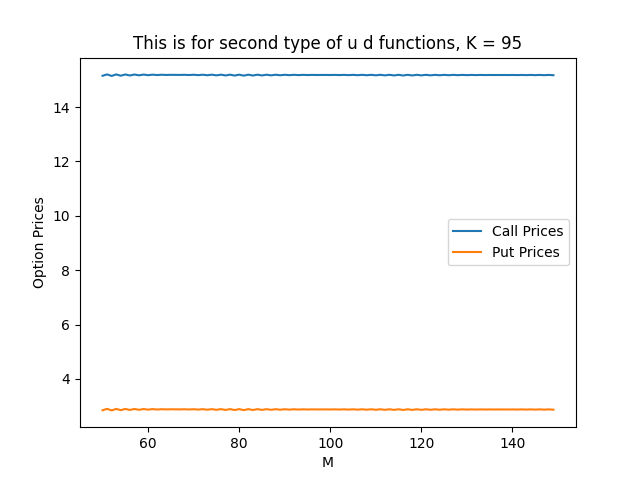 This is for second type of u d functions, K = 95
Option Prices
14
12
10
8
6
4
Call Prices
Put Prices
60 80 100 120 140
M